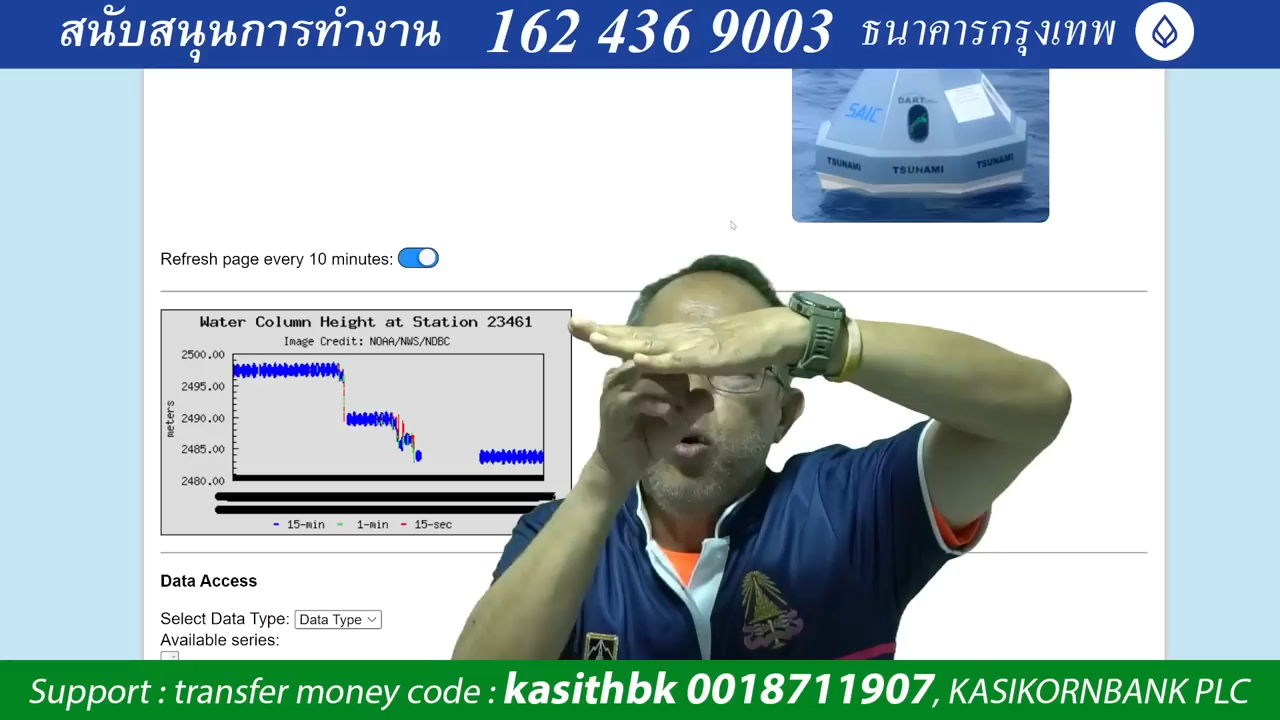 สนับสนุนการทำงาน 162 436 9003 ธนาคารกรุงเทพ
SAIC
DART
TSUNAMI TSUNAMI TSUNAMI
Refresh page every 10 minutes:
Water Column Height at Station 23461
Image Credit: NOAA/NWS/NDBC
2500.00
2495.00
2490.00
2485.00
2480.00
meters
15-min 1-min 15-sec
Data Access
Select Data Type: Data Type
Available series:
Support : transfer money code : kasithbk 0018711907, KASIKORNBANK PLC